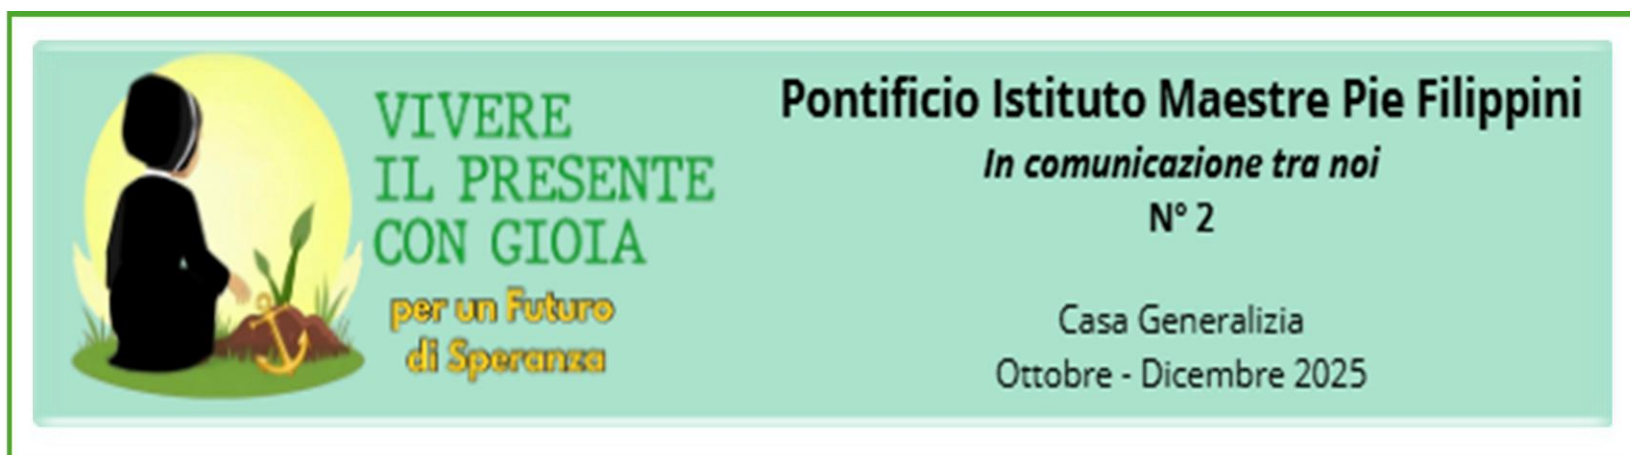 VIVERE
IL PRESENTE
CON GIOIA
per un Futuro
di Speranza
Pontificio Istituto Maestre Pie Filippini
In comunicazione tra noi
N° 2
Casa Generalizia
Ottobre - Dicembre 2025